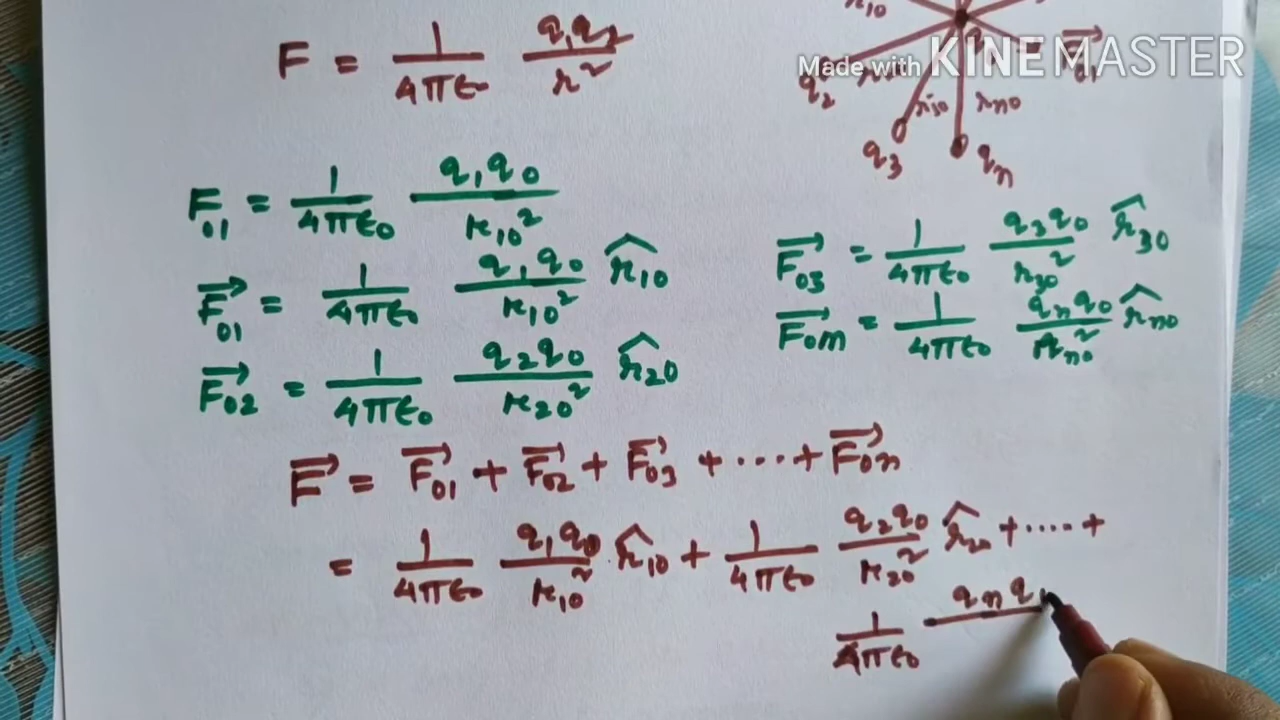 F = 1/4πϵ₀ q₁q₂/r²
r₁₀
Made with KINEMASTER
q₁
q₂
r₃₀ rₙ₀
q₃ qₙ
F₀₁ = 1/4πϵ₀ q₁q₀/r₁₀²
F⃗₀₁ = 1/4πϵ₀ q₁q₀/r₁₀² r̂₁₀
F⃗₀₂ = 1/4πϵ₀ q₂q₀/r₂₀² r̂₂₀
F⃗₀₃ = 1/4πϵ₀ q₃q₀/r₃₀² r̂₃₀
F⃗₀ₙ = 1/4πϵ₀ qₙq₀/rₙ₀² r̂ₙ₀
F⃗ = F⃗₀₁ + F⃗₀₂ + F⃗₀₃ + ···· + F⃗₀ₙ
= 1/4πϵ₀ q₁q₀/r₁₀² r̂₁₀ + 1/4πϵ₀ q₂q₀/r₂₀² r̂₂₀ + ····· +
1/4πϵ₀ qₙq